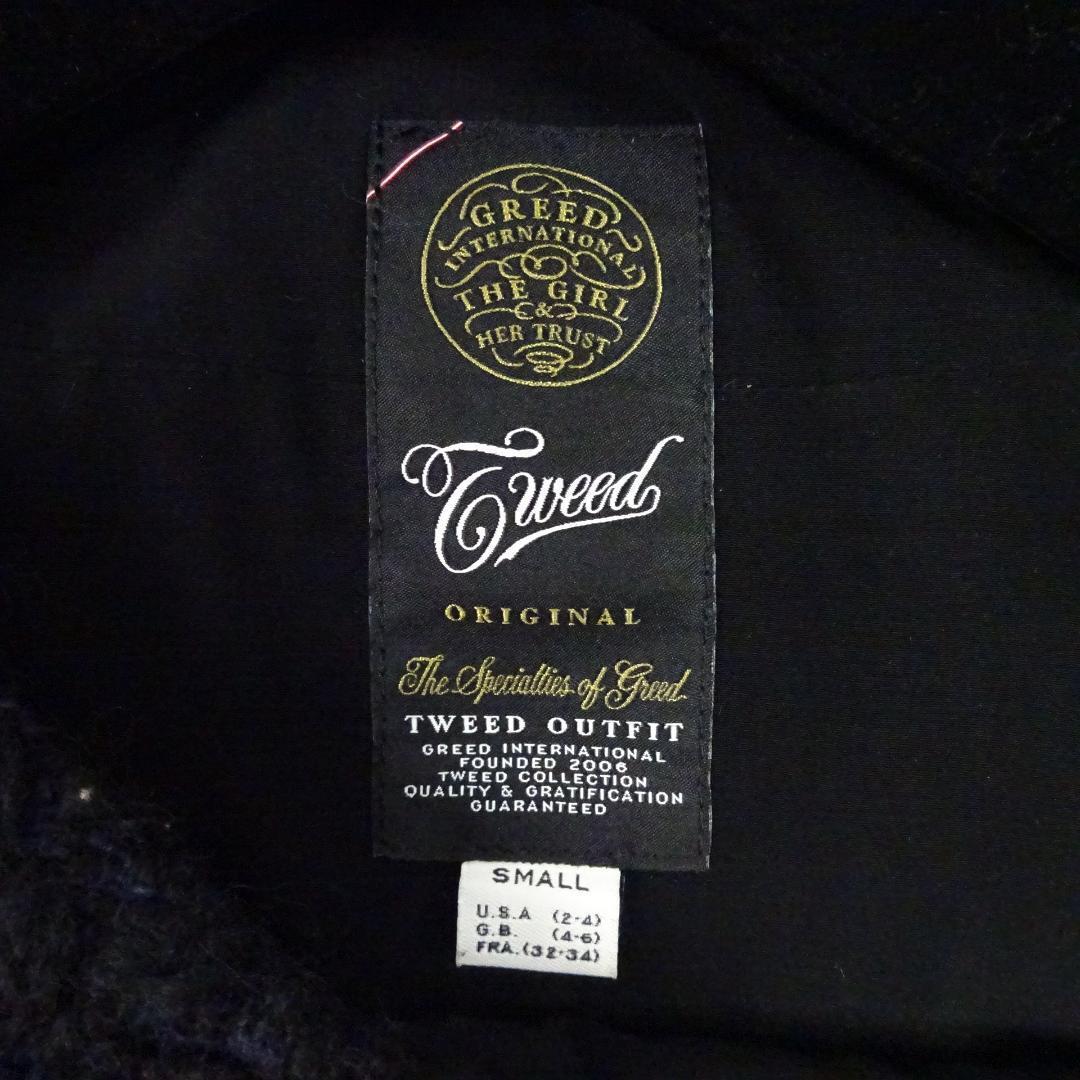 GREED
INTERNATIONAL
THE GIRL
&
HER TRUST
Tweed
ORIGINAL
The Specialties of Greed.
TWEED OUTFIT
GREED INTERNATIONAL
FOUNDED 2006
TWEED COLLECTION
QUALITY & GRATIFICATION
GUARANTEED
SMALL
U.S.A (2-4)
G.B. (4-6)
FRA. (32-34)